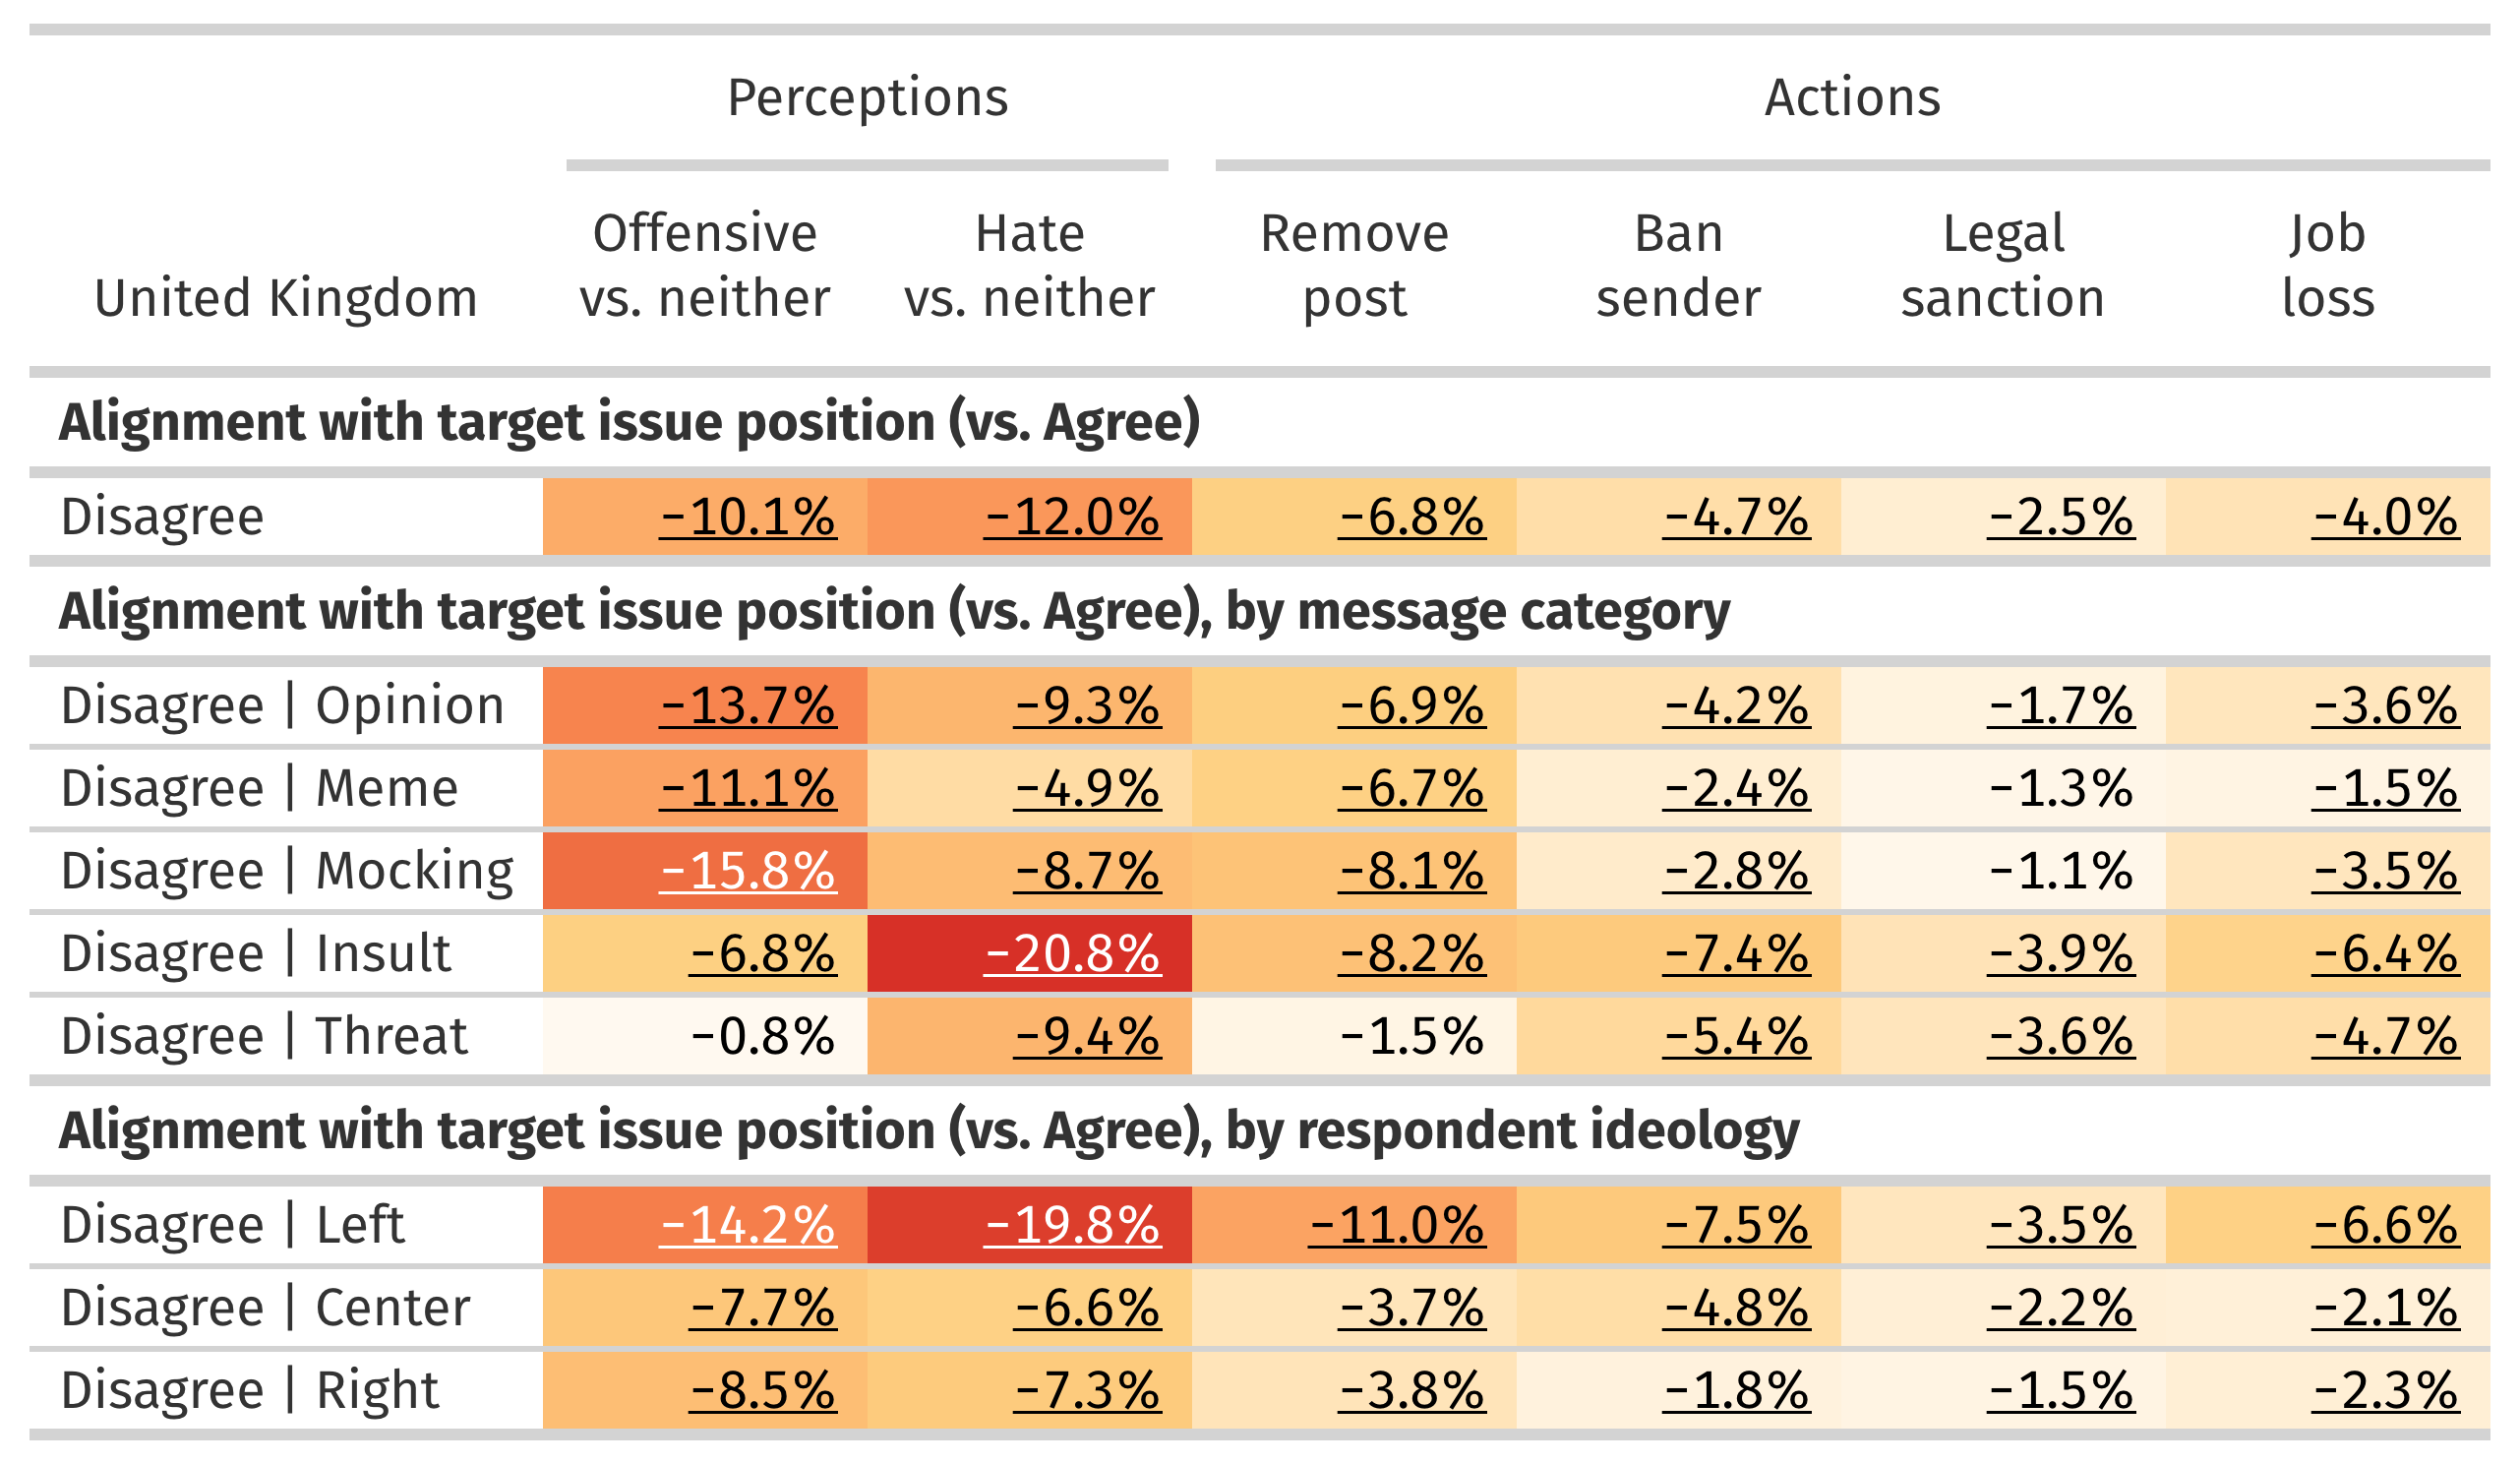 Perceptions Actions
Offensive Hate Remove Ban Legal Job
United Kingdom vs. neither vs. neither post sender sanction loss
Alignment with target issue position (vs. Agree)
Disagree −10.1% −12.0% −6.8% −4.7% −2.5% −4.0%
Alignment with target issue position (vs. Agree), by message category
Disagree | Opinion −13.7% −9.3% −6.9% −4.2% −1.7% −3.6%
Disagree | Meme −11.1% −4.9% −6.7% −2.4% −1.3% −1.5%
Disagree | Mocking −15.8% −8.7% −8.1% −2.8% −1.1% −3.5%
Disagree | Insult −6.8% −20.8% −8.2% −7.4% −3.9% −6.4%
Disagree | Threat −0.8% −9.4% −1.5% −5.4% −3.6% −4.7%
Alignment with target issue position (vs. Agree), by respondent ideology
Disagree | Left −14.2% −19.8% −11.0% −7.5% −3.5% −6.6%
Disagree | Center −7.7% −6.6% −3.7% −4.8% −2.2% −2.1%
Disagree | Right −8.5% −7.3% −3.8% −1.8% −1.5% −2.3%